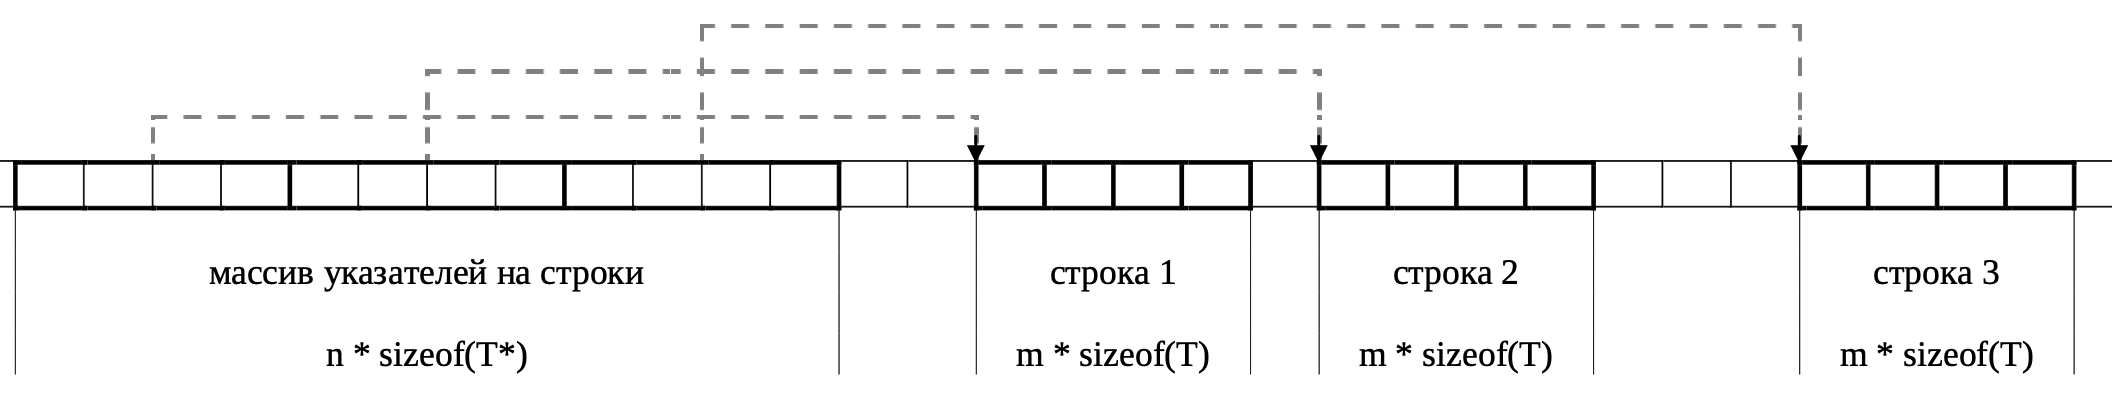 массив указателей на строки
строка 1
строка 2
строка 3
n * sizeof(T*)
m * sizeof(T)
m * sizeof(T)
m * sizeof(T)